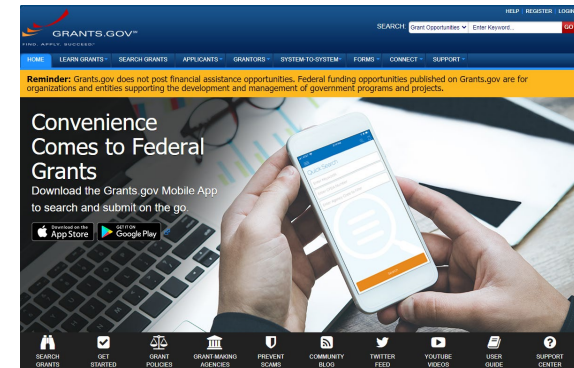 HELP | REGISTER | LOGIN
GRANTS.GOV℠
FIND. APPLY. SUCCEED.℠
SEARCH: Grant Opportunities Enter Keyword... GO
HOME LEARN GRANTS SEARCH GRANTS APPLICANTS GRANTORS SYSTEM-TO-SYSTEM FORMS CONNECT SUPPORT
Reminder: Grants.gov does not post financial assistance opportunities. Federal funding opportunities published on Grants.gov are for
organizations and entities supporting the development and management of government programs and projects.
Convenience
Comes to Federal
Grants
Download the Grants.gov Mobile App
to search and submit on the go.
Download on the
App Store
GET IT ON
Google Play
Quick Search
SEARCH GRANTS
GET STARTED
GRANT POLICIES
GRANT-MAKING AGENCIES
PREVENT SCAMS
COMMUNITY BLOG
TWITTER FEED
YOUTUBE VIDEOS
USER GUIDE
SUPPORT CENTER